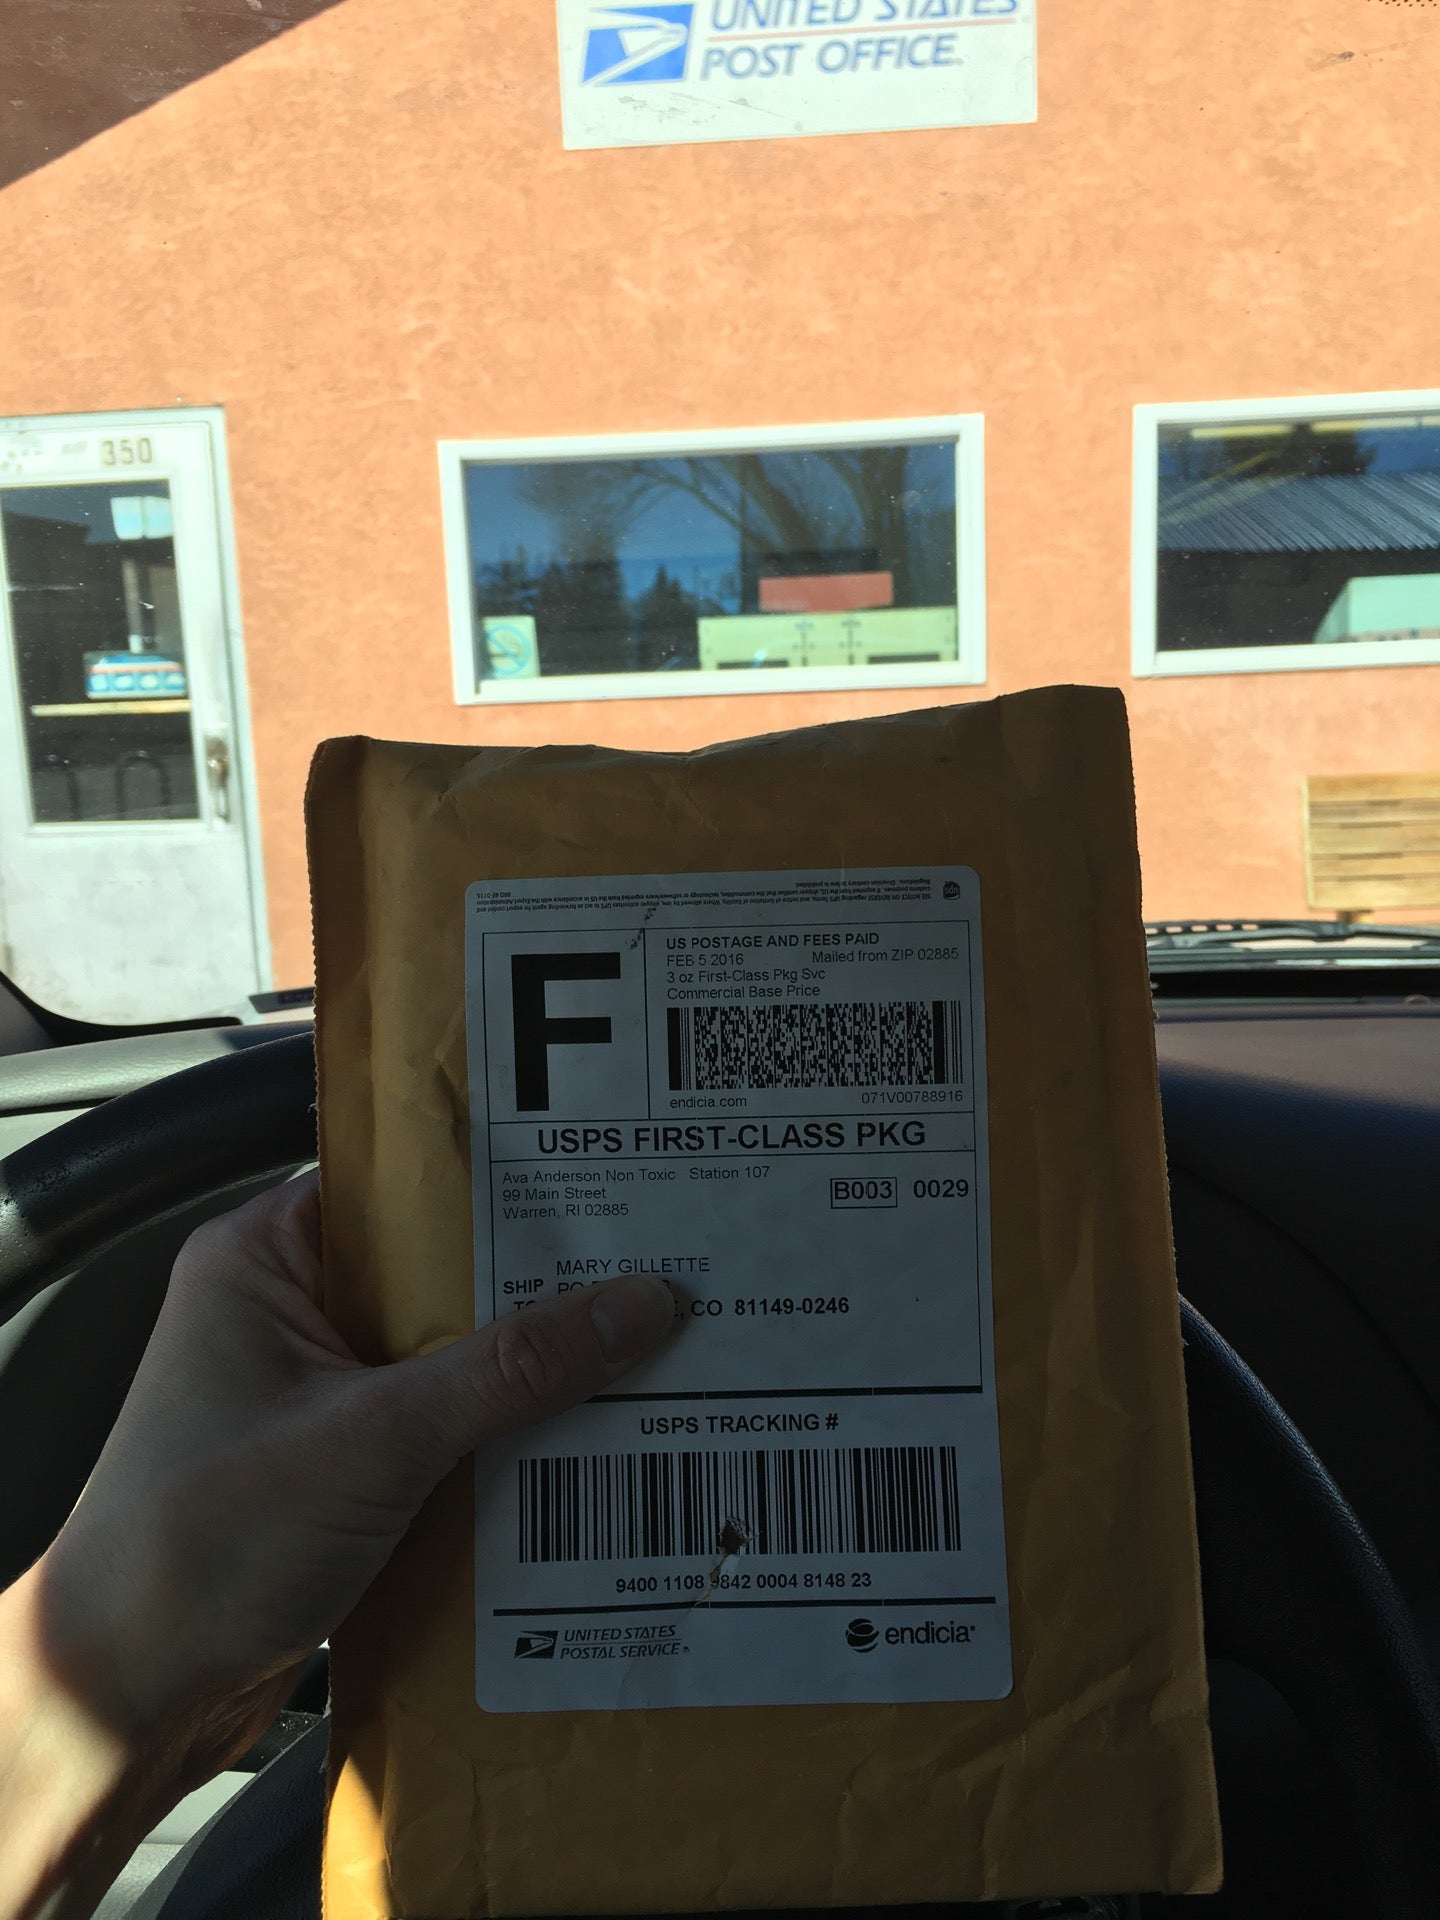 UNITED STATES
POST OFFICE.
350
US POSTAGE AND FEES PAID
FEB 5 2016 Mailed from ZIP 02885
3 oz First-Class Pkg Svc
Commercial Base Price
F
endicia.com 071V00788916
USPS FIRST-CLASS PKG
Ava Anderson Non Toxic Station 107
99 Main Street
Warren, RI 02885
B003 0029
MARY GILLETTE
SHIP PO
TO , CO 81149-0246
USPS TRACKING #
9400 1108 9842 0004 8148 23
UNITED STATES
POSTAL SERVICE®
endicia